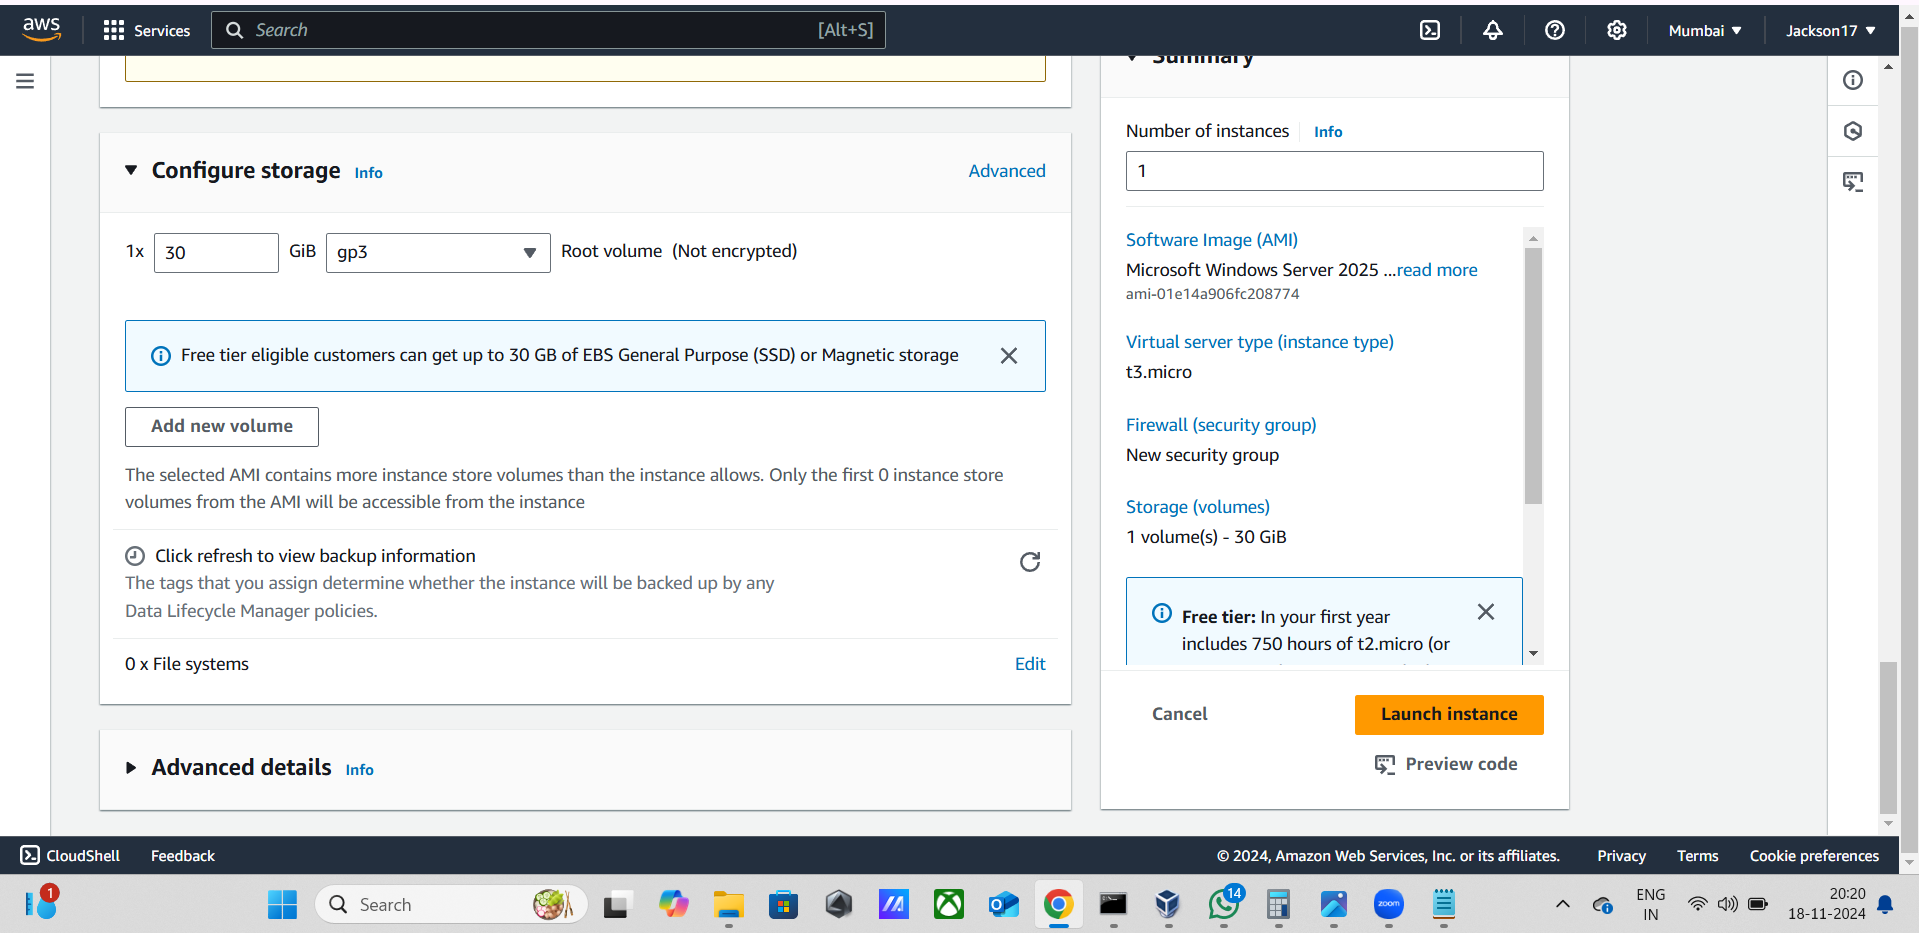 aws
Services
Search
[Alt+S]
Mumbai
Jackson17
Configure storage Info
Advanced
1x 30 GiB gp3 Root volume (Not encrypted)
Free tier eligible customers can get up to 30 GB of EBS General Purpose (SSD) or Magnetic storage
Add new volume
The selected AMI contains more instance store volumes than the instance allows. Only the first 0 instance store
volumes from the AMI will be accessible from the instance
Click refresh to view backup information
The tags that you assign determine whether the instance will be backed up by any
Data Lifecycle Manager policies.
0 x File systems
Edit
Advanced details Info
Summary
Number of instances Info
1
Software Image (AMI)
Microsoft Windows Server 2025 ...read more
ami-01e14a906fc208774
Virtual server type (instance type)
t3.micro
Firewall (security group)
New security group
Storage (volumes)
1 volume(s) - 30 GiB
Free tier: In your first year
includes 750 hours of t2.micro (or
Cancel
Launch instance
Preview code
CloudShell
Feedback
© 2024, Amazon Web Services, Inc. or its affiliates.
Privacy
Terms
Cookie preferences
1
Search
14
zoom
ENG
IN
20:20
18-11-2024